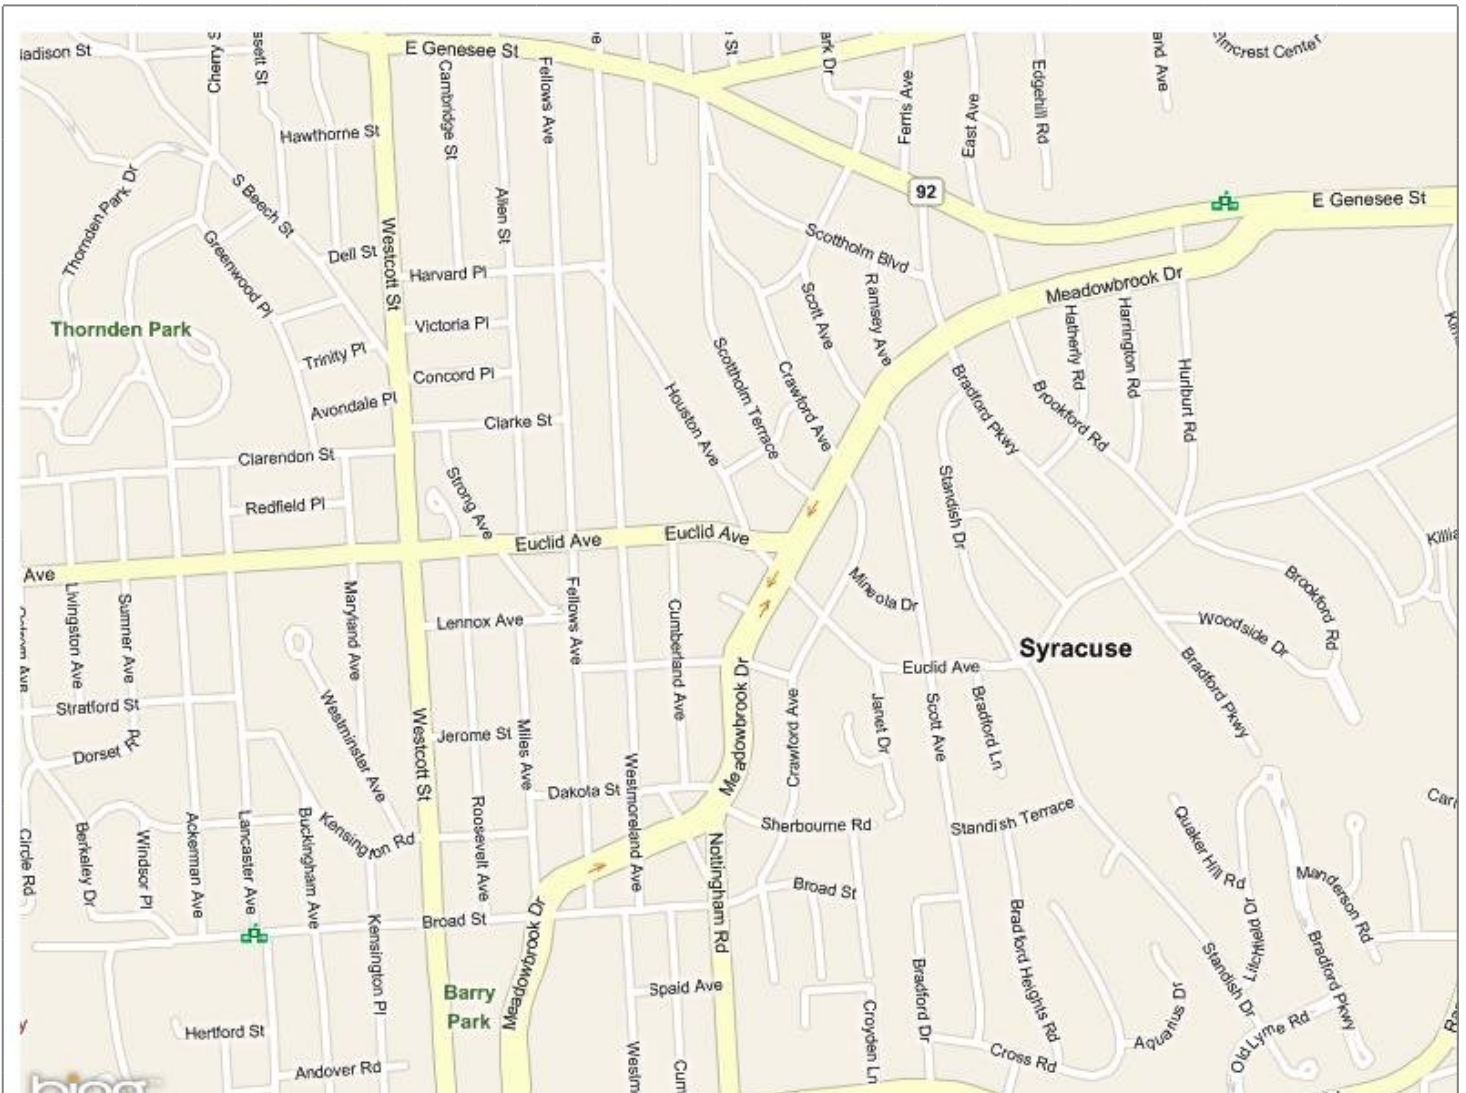 E Genesee St
Hawthorne St
Cambridge St
Fellows Ave
Ferris Ave
East Ave
Edgehill Rd
92
E Genesee St
Thornden Park Dr
S Beech St
Allen St
Westcott St
Dell St
Greenwood Pl
Harvard Pl
Scottholm Blvd
Meadowbrook Dr
Thornden Park
Victoria Pl
Scott Ave
Ramsey Ave
Hatherly Rd
Harrington Rd
Hurlburt Rd
Trinity Pl
Concord Pl
Scottholm Terrace
Crawford Ave
Houston Ave
Bradford Pkwy
Brookford Rd
Avondale Pl
Clarke St
Clarendon St
Strong Ave
Standish Dr
Redfield Pl
Euclid Ave
Euclid Ave
Ave
Livingston Ave
Sumner Ave
Maryland Ave
Fellows Ave
Cumberland Ave
Mineola Dr
Brookford Rd
Lennox Ave
Woodside Dr
Syracuse
Euclid Ave
Bradford Pkwy
Stratford St
Westminster Ave
Westcott St
Jerome St
Miles Ave
Meadowbrook Dr
Crawford Ave
Janet Dr
Scott Ave
Bradford Ln
Dorset Rd
Dakota St
Westmoreland Ave
Sherbourne Rd
Standish Terrace
Circle Rd
Berkeley Dr
Windsor Pl
Ackerman Ave
Lancaster Ave
Buckingham Ave
Kensington Rd
Roosevelt Ave
Nottingham Rd
Quaker Hill Rd
Manderson Rd
Broad St
Broad St
Kensington Pl
Meadowbrook Dr
Litchfield Dr
Bradford Pkwy
Standish Dr
Bradford Heights Rd
Bradford Dr
Barry
Park
Spaid Ave
Croyden Ln
Aquarius Dr
Old Lyme Rd
Hertford St
Cross Rd
Andover Rd
bing